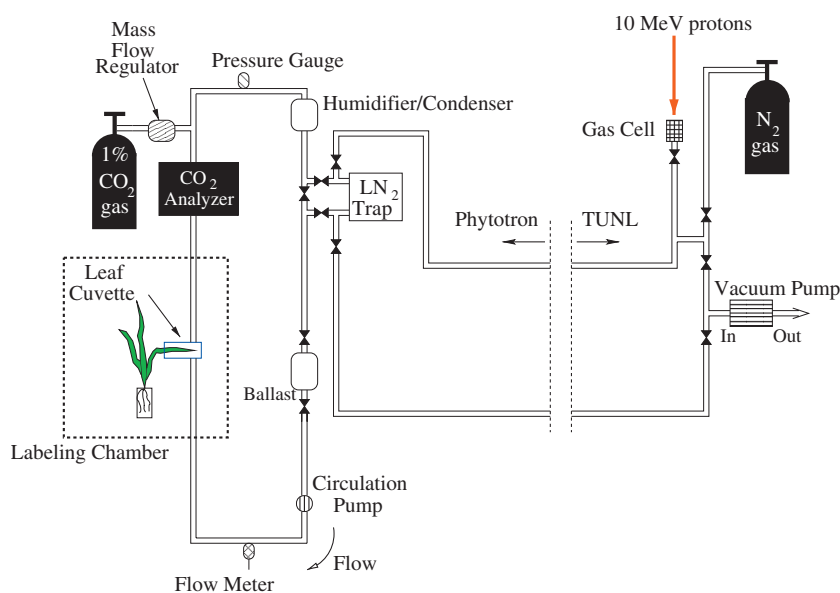 10 MeV protons
Mass
Flow
Regulator
Pressure Gauge
Humidifier/Condenser
Gas Cell
N2
gas
1%
CO2
gas
CO2
Analyzer
LN2
Trap
Phytotron
TUNL
Leaf
Cuvette
Vacuum Pump
In
Out
Ballast
Labeling Chamber
Circulation
Pump
Flow
Flow Meter